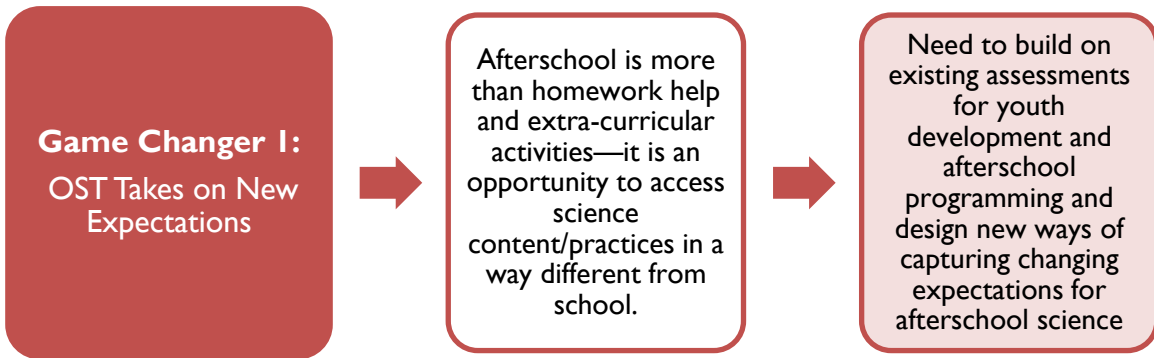 Game Changer 1:
OST Takes on New
Expectations
Afterschool is more
than homework help
and extra-curricular
activities—it is an
opportunity to access
science
content/practices in a
way different from
school.
Need to build on
existing assessments
for youth
development and
afterschool
programming and
design new ways of
capturing changing
expectations for
afterschool science